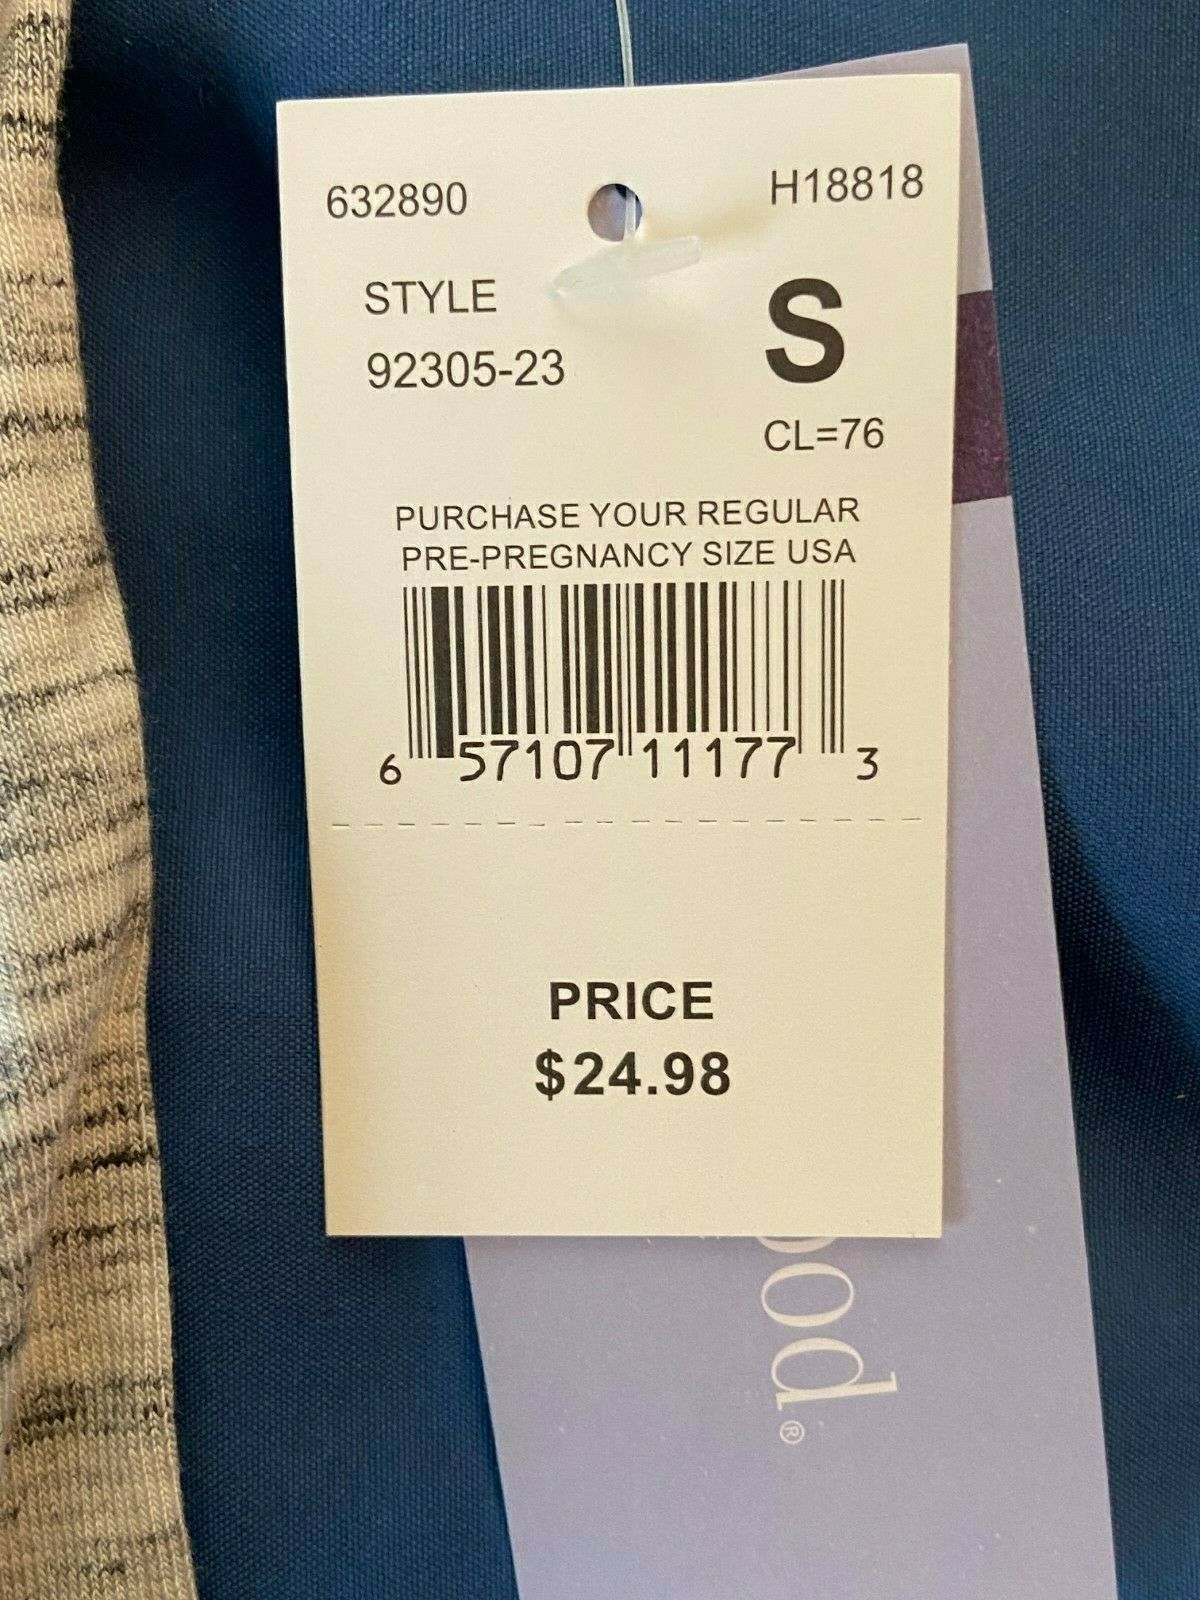 632890 H18818
STYLE S
92305-23
CL=76
PURCHASE YOUR REGULAR
PRE-PREGNANCY SIZE USA
6 57107 11177 3
PRICE
$24.98
ood®